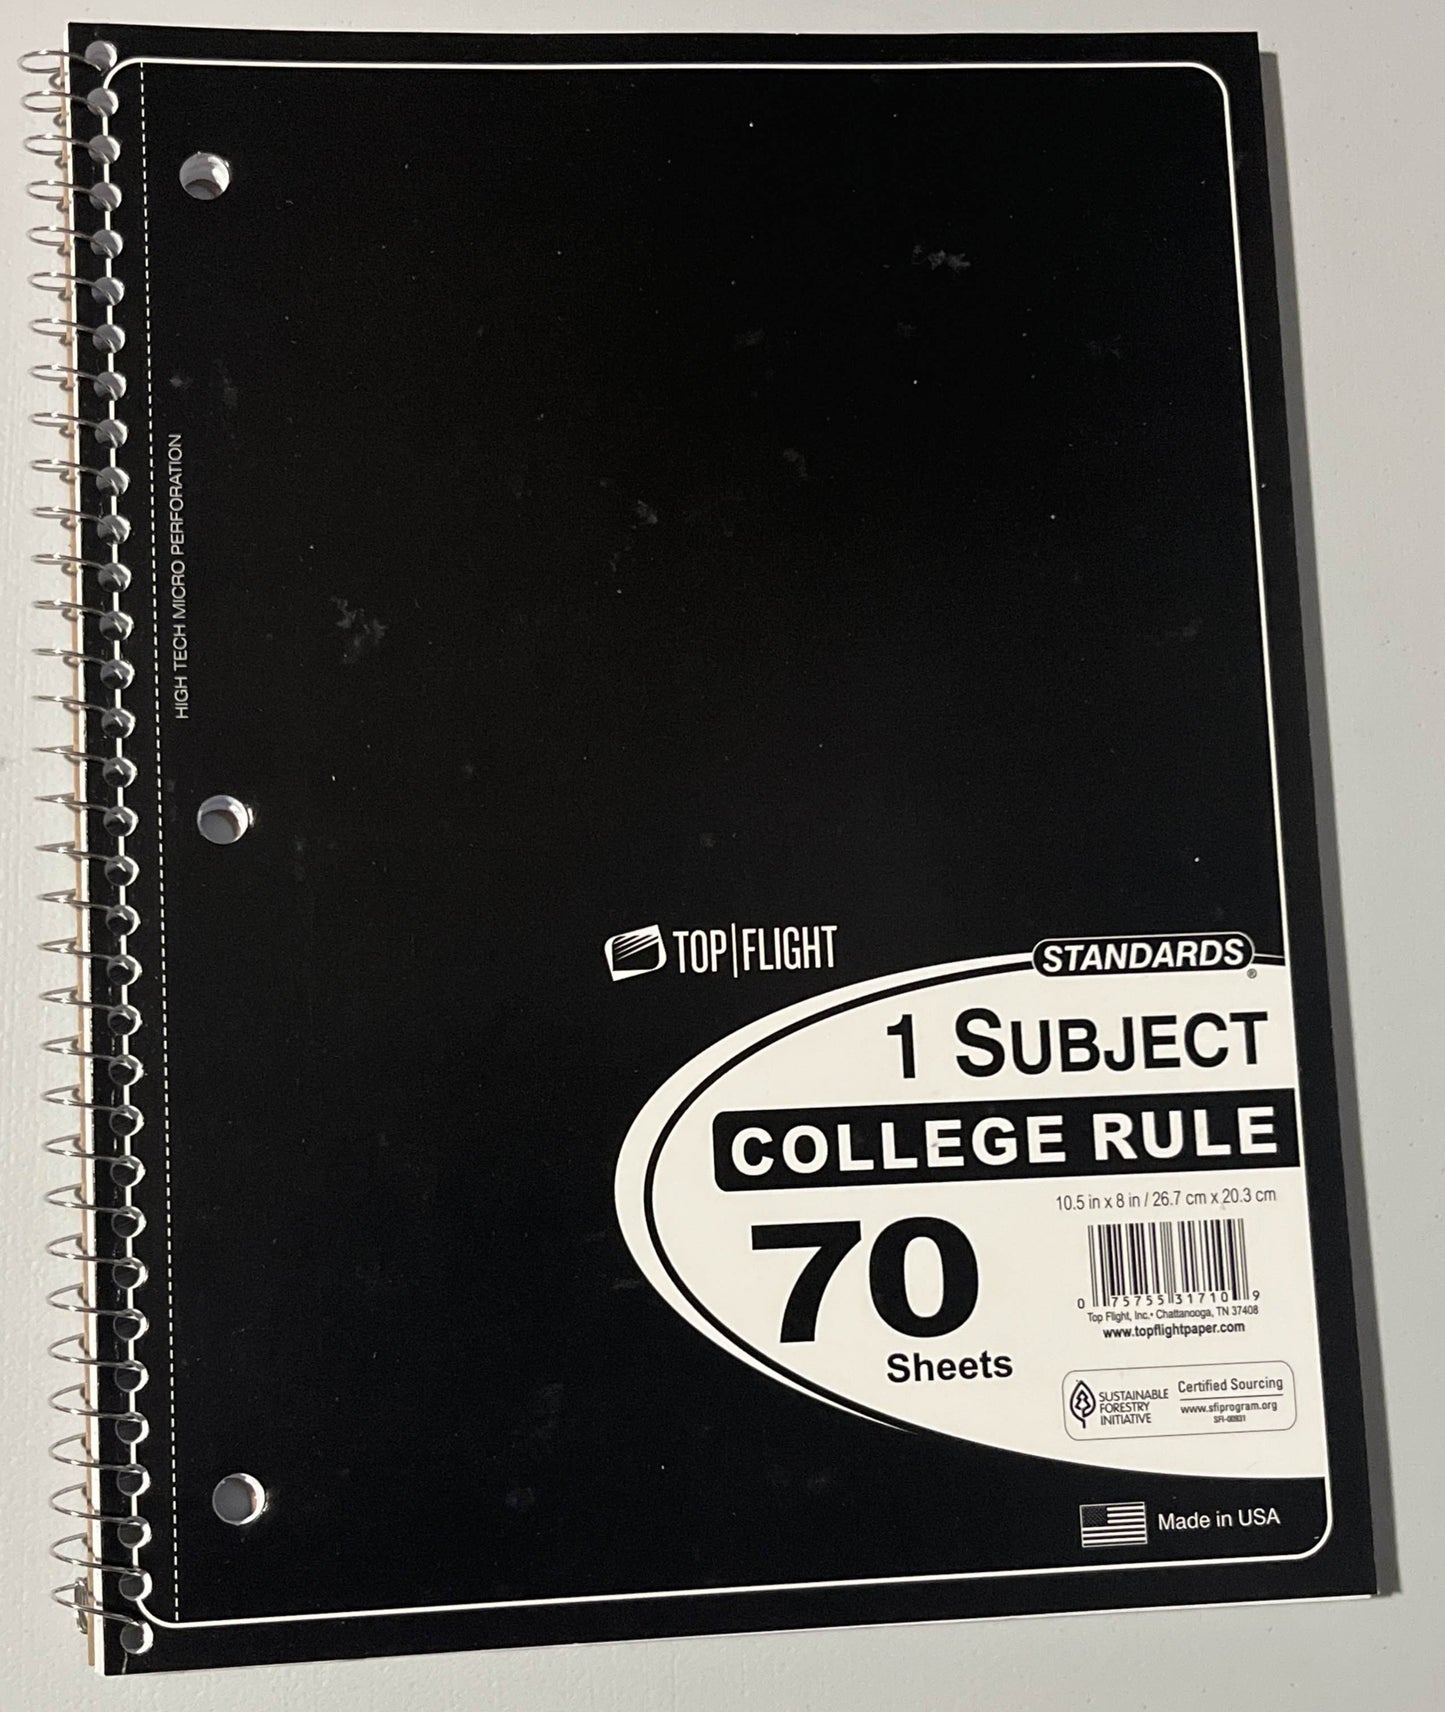 HIGH TECH MICRO PERFORATION
TOP|FLIGHT
STANDARDS®
1 SUBJECT
COLLEGE RULE
10.5 in x 8 in / 26.7 cm x 20.3 cm
70
Sheets
0 75755 31710 9
Top Flight, Inc. • Chattanooga, TN 37408
www.topflightpaper.com
SUSTAINABLE
FORESTRY
INITIATIVE
Certified Sourcing
www.sfiprogram.org
SFI-00931
Made in USA